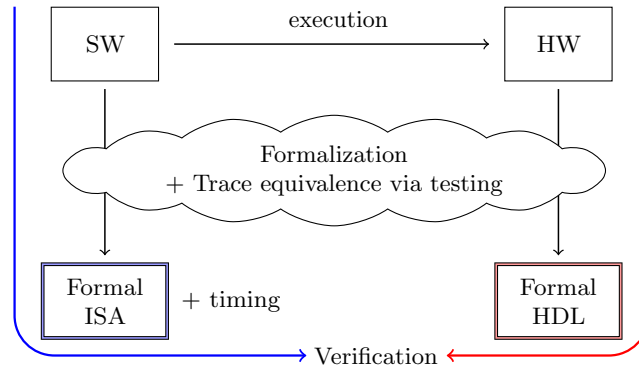 execution
SW
HW
Formalization
+ Trace equivalence via testing
Formal
ISA
+ timing
Formal
HDL
Verification